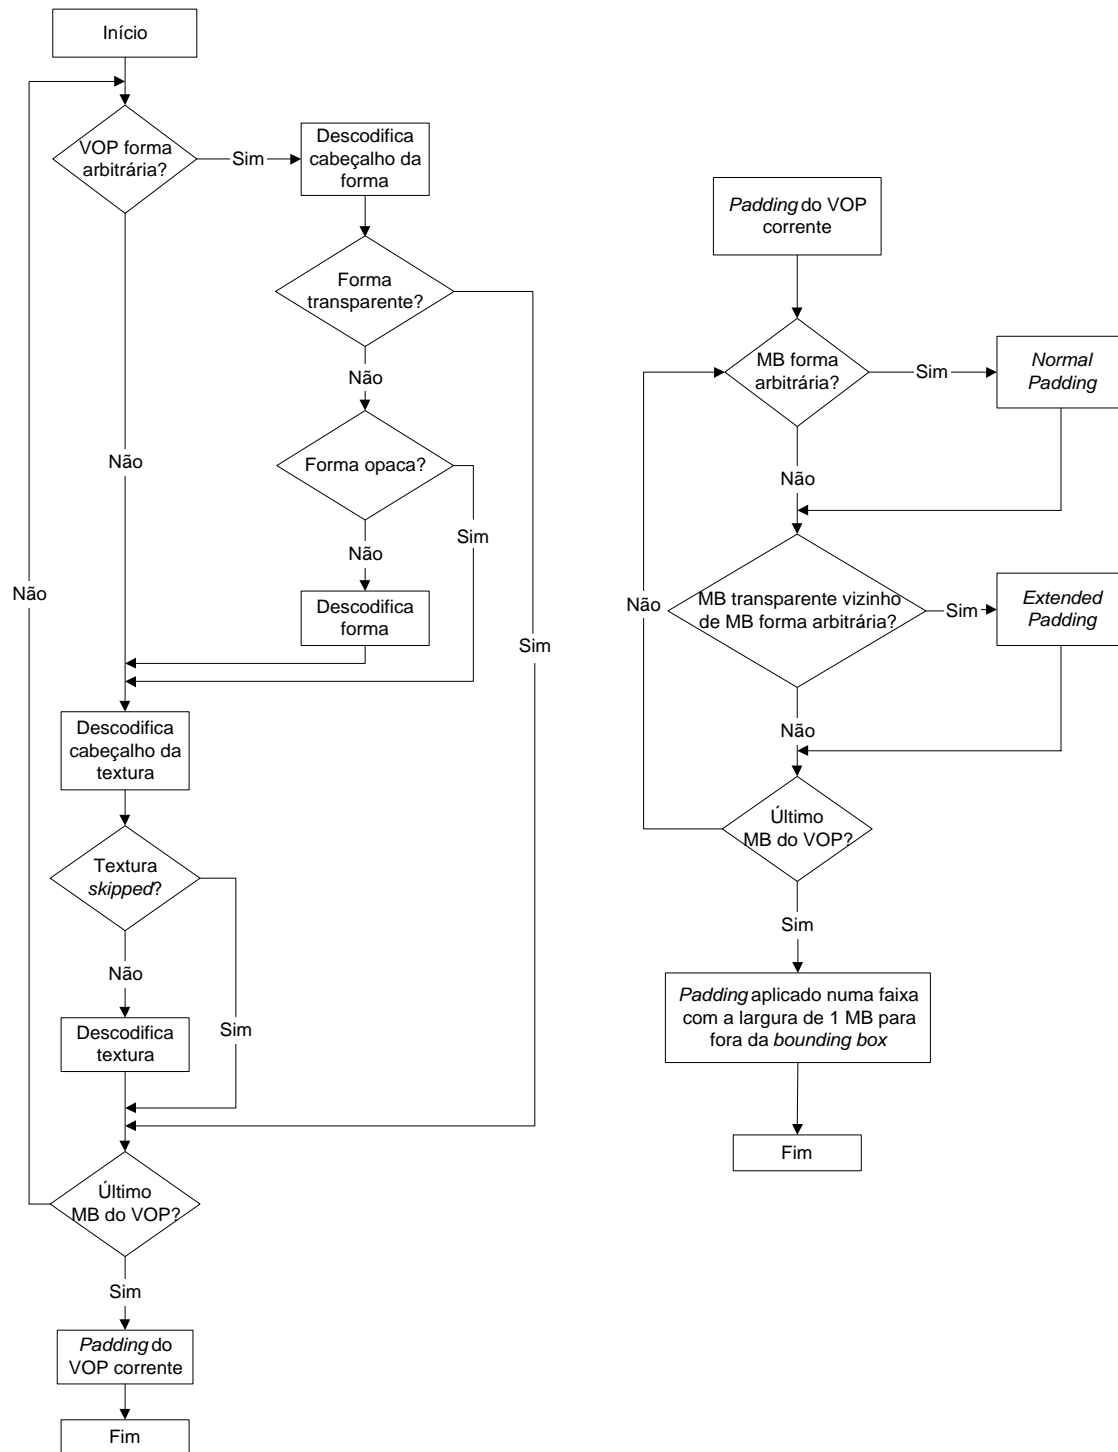 Início
VOP forma
arbitrária?
Sim
Descodifica
cabeçalho da
forma
Forma
transparente?
Não
Sim
Forma opaca?
Não
Sim
Não
Descodifica
forma
Não
Descodifica
cabeçalho da
textura
Textura
skipped?
Não
Sim
Descodifica
textura
Último
MB do VOP?
Sim
Padding do
VOP corrente
Fim
Padding do VOP
corrente
MB forma
arbitrária?
Sim
Normal
Padding
Não
MB transparente vizinho
de MB forma arbitrária?
Sim
Extended
Padding
Não
Não
Último
MB do VOP?
Sim
Padding aplicado numa faixa
com a largura de 1 MB para
fora da bounding box
Fim